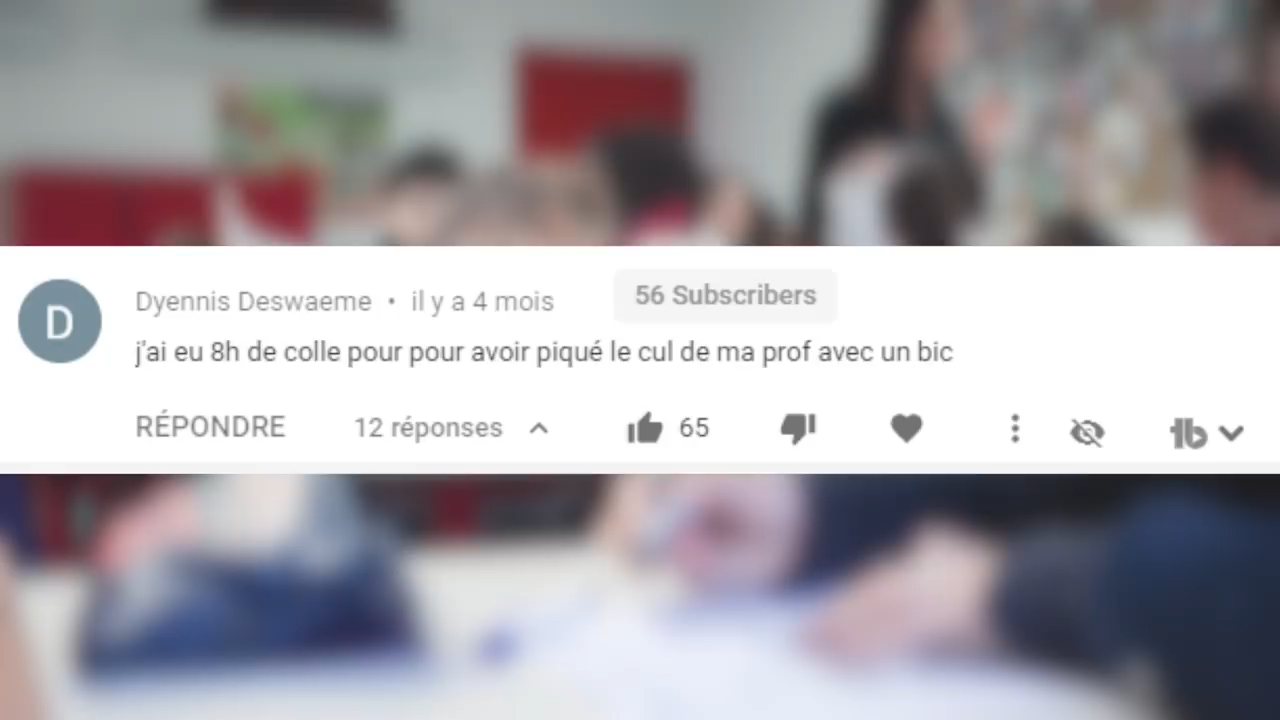 D
Dyennis Deswaeme • il y a 4 mois
56 Subscribers
j'ai eu 8h de colle pour pour avoir piqué le cul de ma prof avec un bic
RÉPONDRE
12 réponses
65
tb